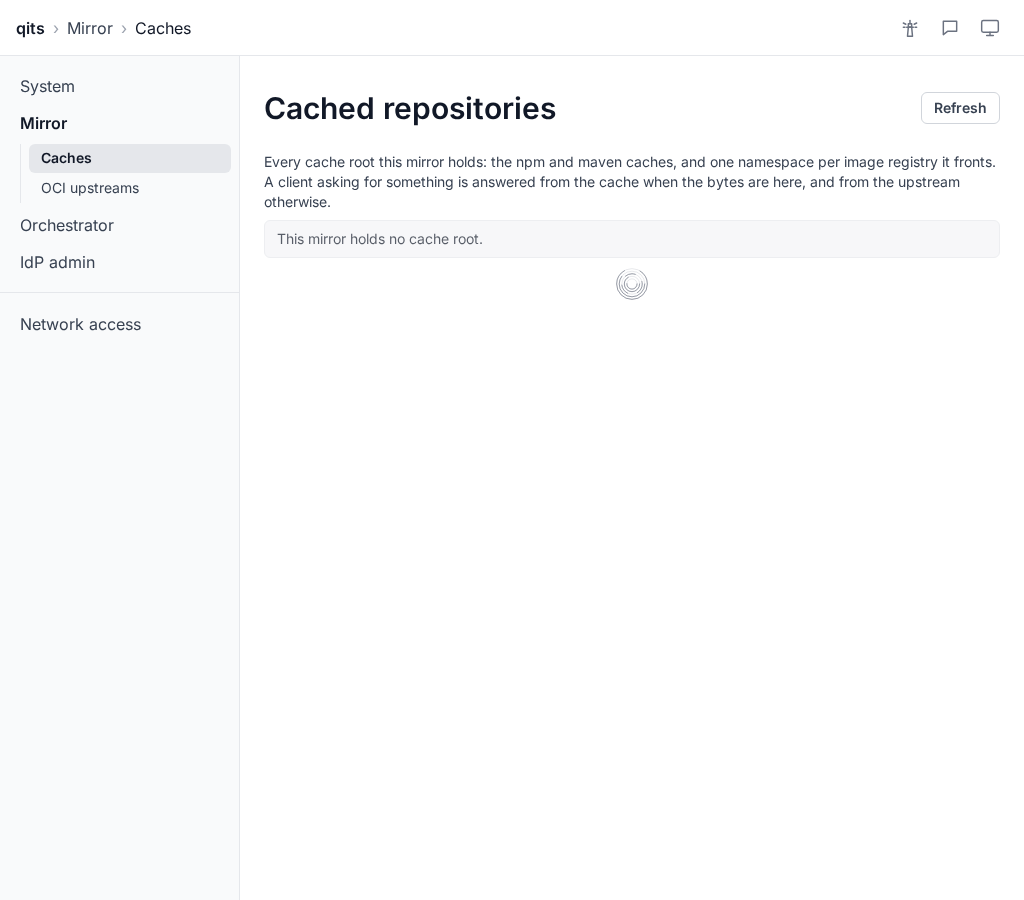 qits › Mirror › Caches
System
Mirror
Caches
OCI upstreams
Orchestrator
IdP admin
Network access
Cached repositories
Refresh
Every cache root this mirror holds: the npm and maven caches, and one namespace per image registry it fronts.
A client asking for something is answered from the cache when the bytes are here, and from the upstream
otherwise.
This mirror holds no cache root.